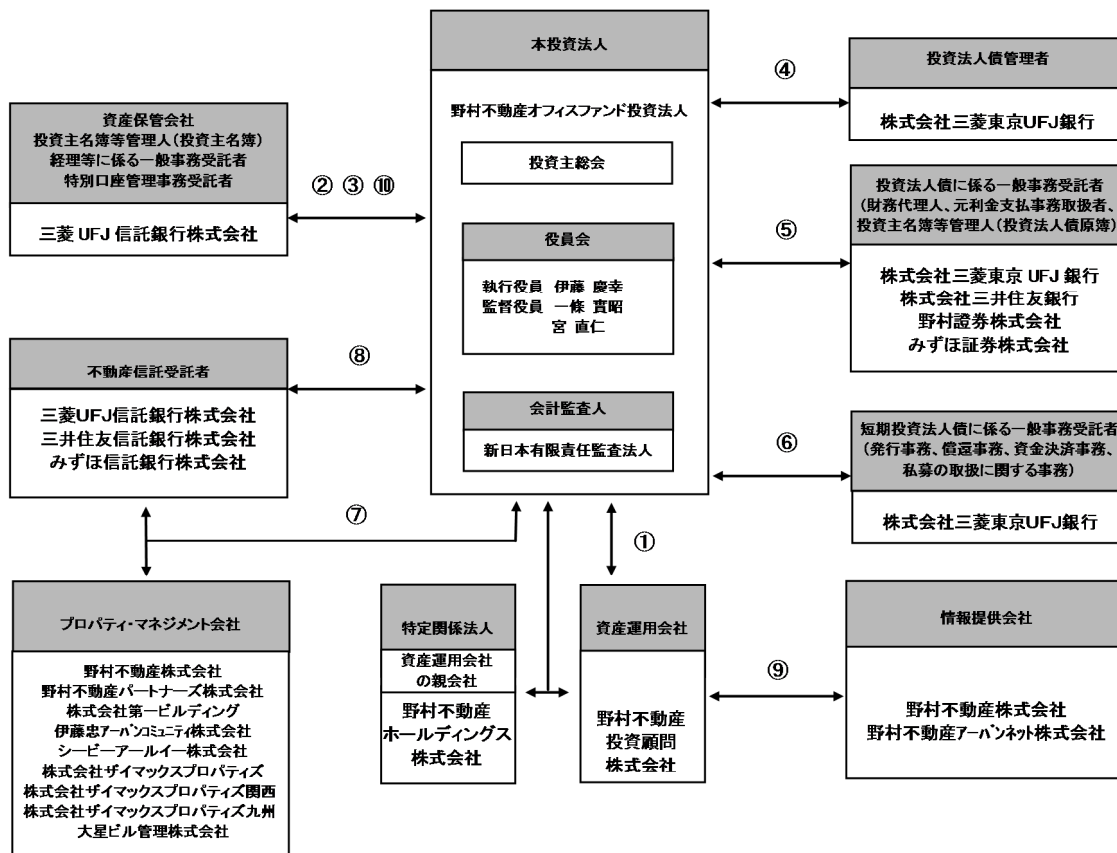 本投資法人
野村不動産オフィスファンド投資法人
投資主総会
役員会
執行役員 伊藤 慶幸
監督役員 一條 實昭
宮 直仁
会計監査人
新日本有限責任監査法人
資産保管会社
投資主名簿等管理人(投資主名簿)
経理等に係る一般事務受託者
特別口座管理事務受託者
三菱 UFJ 信託銀行株式会社
② ③ ⑩
不動産信託受託者
三菱UFJ信託銀行株式会社
三井住友信託銀行株式会社
みずほ信託銀行株式会社
⑧
④
投資法人債管理者
株式会社三菱東京UFJ銀行
⑤
投資法人債に係る一般事務受託者
(財務代理人、元利金支払事務取扱者、
投資主名簿等管理人(投資法人債原簿)
株式会社三菱東京 UFJ 銀行
株式会社三井住友銀行
野村證券株式会社
みずほ証券株式会社
⑥
短期投資法人債に係る一般事務受託者
(発行事務、償還事務、資金決済事務、
私募の取扱に関する事務)
株式会社三菱東京UFJ銀行
⑦
①
プロパティ・マネジメント会社
野村不動産株式会社
野村不動産パートナーズ株式会社
株式会社第一ビルディング
伊藤忠アーバンコミュニティ株式会社
シービーアールイー株式会社
株式会社ザイマックスプロパティズ
株式会社ザイマックスプロパティズ関西
株式会社ザイマックスプロパティズ九州
大星ビル管理株式会社
特定関係法人
資産運用会社
の親会社
野村不動産
ホールディングス
株式会社
資産運用会社
野村不動産
投資顧問
株式会社
⑨
情報提供会社
野村不動産株式会社
野村不動産アーバンネット株式会社